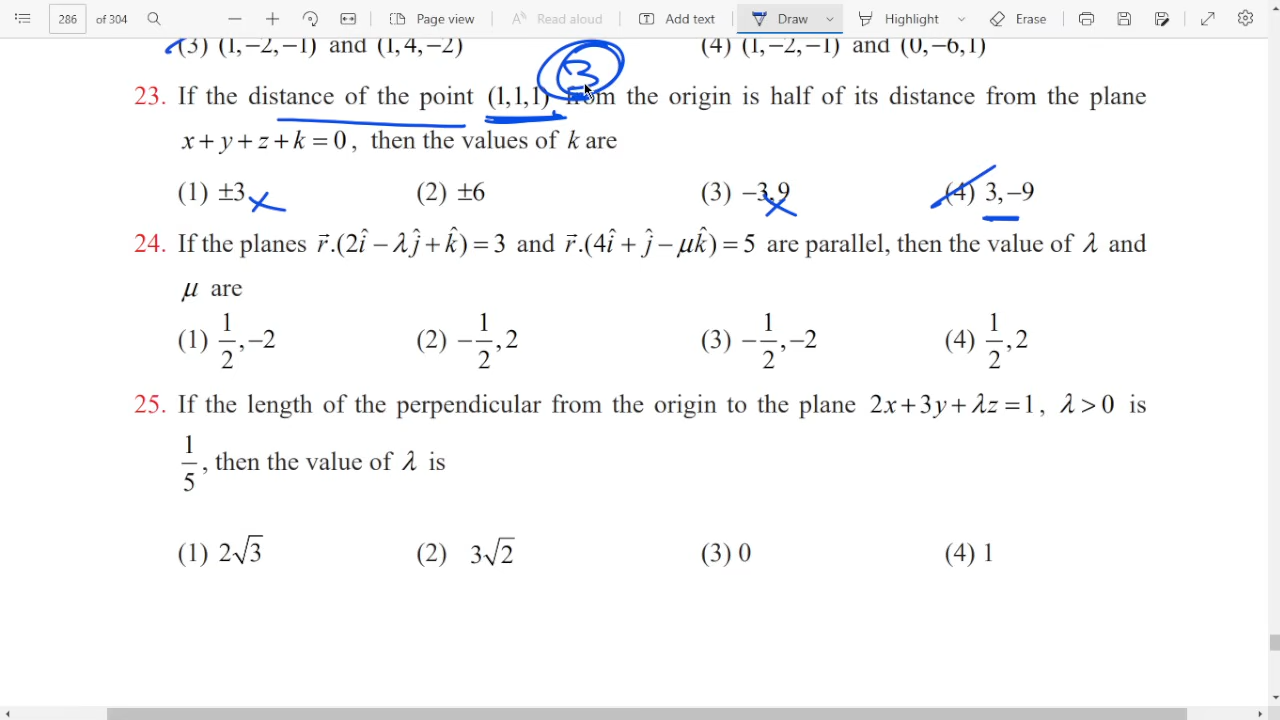 286 of 304 Page view Read aloud Add text Draw Highlight Erase
(3) (1,−2,−1) and (1,4,−2) (4) (1,−2,−1) and (0,−6,1)
3
23. If the distance of the point (1,1,1) from the origin is half of its distance from the plane
x+y+z+k=0, then the values of k are
(1) ±3 (2) ±6 (3) −3,9 (4) 3,−9
24. If the planes r⃗.(2î − λĵ + k̂) = 3 and r⃗.(4î + ĵ − μk̂) = 5 are parallel, then the value of λ and
μ are
(1) 1/2, −2 (2) −1/2, 2 (3) −1/2, −2 (4) 1/2, 2
25. If the length of the perpendicular from the origin to the plane 2x+3y+λz=1, λ>0 is
1/5, then the value of λ is
(1) 2√3 (2) 3√2 (3) 0 (4) 1